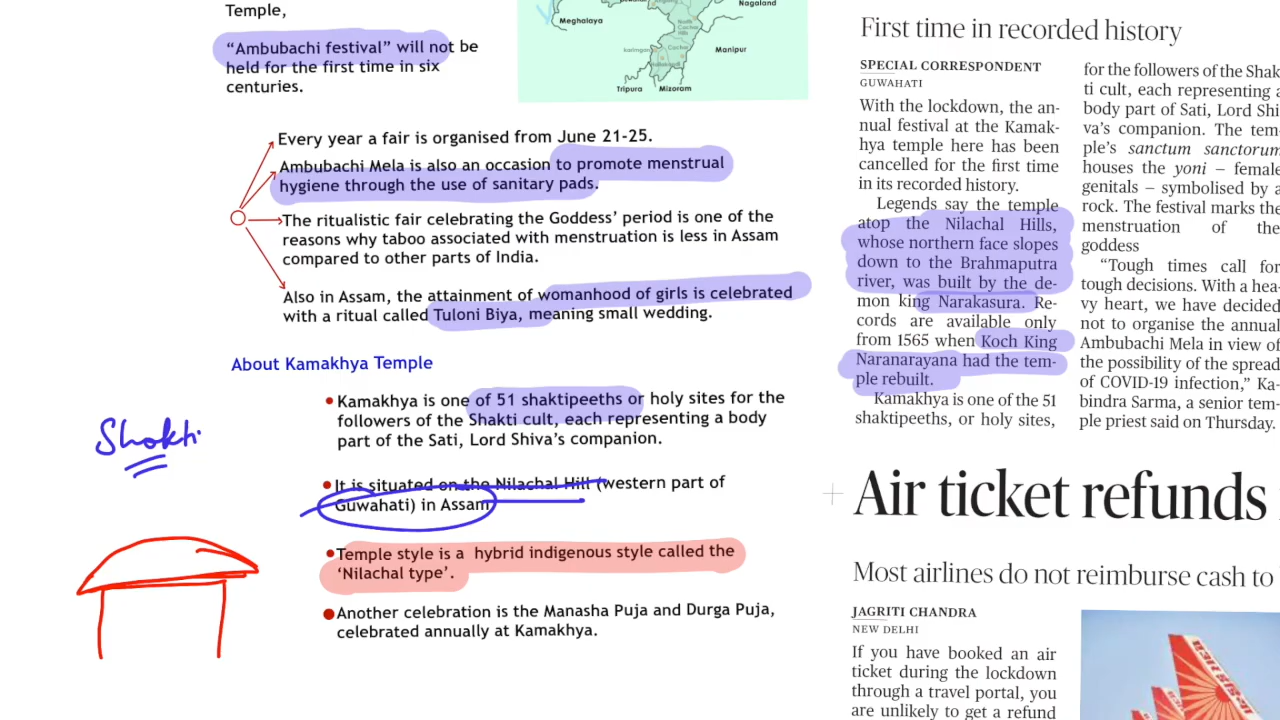 Temple,
“Ambubachi festival” will not be
held for the first time in six
centuries.
Meghalaya
Nagaland
North
Cachar
Hills
Karimganj
Cachar
Manipur
Tripura
Mizoram
Every year a fair is organised from June 21-25.
Ambubachi Mela is also an occasion to promote menstrual
hygiene through the use of sanitary pads.
The ritualistic fair celebrating the Goddess’ period is one of the
reasons why taboo associated with menstruation is less in Assam
compared to other parts of India.
Also in Assam, the attainment of womanhood of girls is celebrated
with a ritual called Tuloni Biya, meaning small wedding.
About Kamakhya Temple
Kamakhya is one of 51 shaktipeeths or holy sites for the
followers of the Shakti cult, each representing a body
part of the Sati, Lord Shiva’s companion.
It is situated on the Nilachal Hill (western part of
Guwahati) in Assam
Temple style is a hybrid indigenous style called the
‘Nilachal type’.
Another celebration is the Manasha Puja and Durga Puja,
celebrated annually at Kamakhya.
Shakti
First time in recorded history
SPECIAL CORRESPONDENT
GUWAHATI
With the lockdown, the an-
nual festival at the Kamak-
hya temple here has been
cancelled for the first time
in its recorded history.
Legends say the temple
atop the Nilachal Hills,
whose northern face slopes
down to the Brahmaputra
river, was built by the de-
mon king Narakasura. Re-
cords are available only
from 1565 when Koch King
Naranarayana had the tem-
ple rebuilt.
Kamakhya is one of the 51
shaktipeeths, or holy sites,
for the followers of the Shak
ti cult, each representing a
body part of Sati, Lord Shi
va’s companion. The tem
ple’s sanctum sanctorum
houses the yoni – female
genitals – symbolised by a
rock. The festival marks the
menstruation of the
goddess
“Tough times call for
tough decisions. With a hea
vy heart, we have decided
not to organise the annual
Ambubachi Mela in view of
the possibility of the spread
of COVID-19 infection,” Ka
bindra Sarma, a senior tem
ple priest said on Thursday.
Air ticket refunds
Most airlines do not reimburse cash to
JAGRITI CHANDRA
NEW DELHI
If you have booked an air
ticket during the lockdown
through a travel portal, you
are unlikely to get a refund